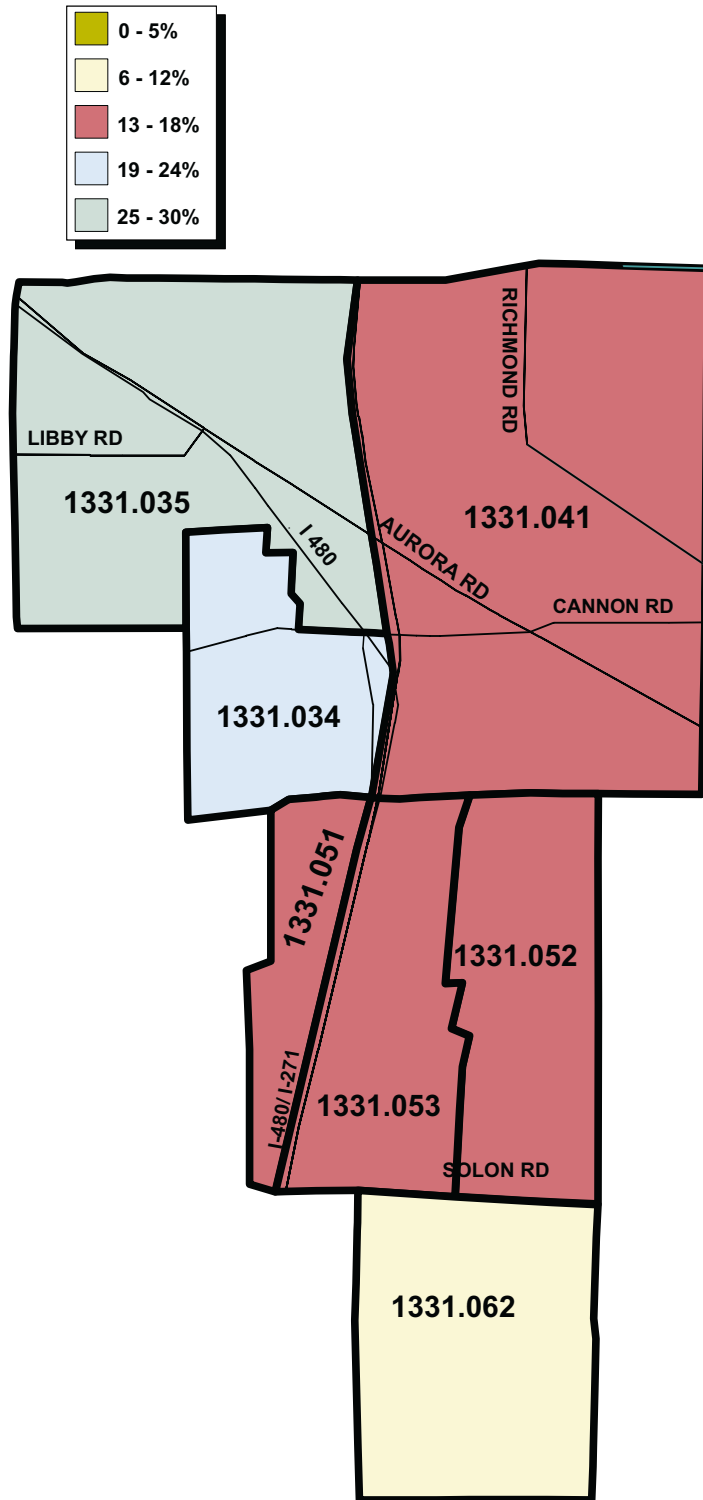 0 - 5%
6 - 12%
13 - 18%
19 - 24%
25 - 30%
RICHMOND RD
LIBBY RD
1331.035
1331.041
I 480
AURORA RD
CANNON RD
1331.034
1331.051
1331.052
I-480/ I-271
1331.053
SOLON RD
1331.062